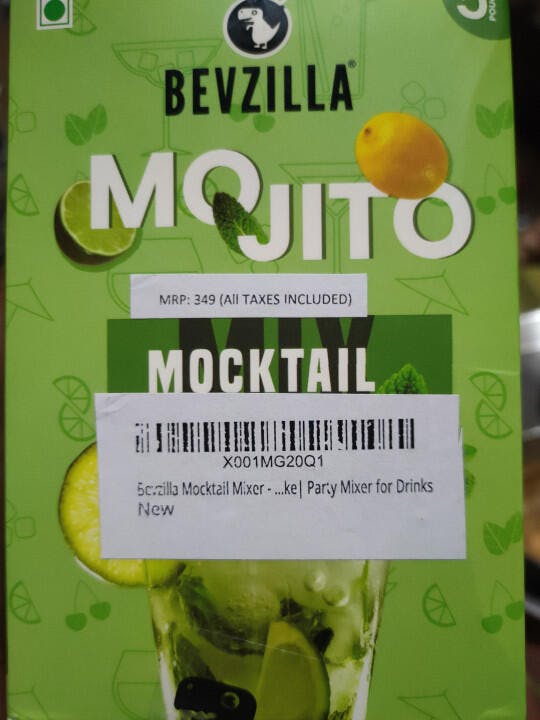 BEVZILLA®
MOJITO
MRP: 349 (All TAXES INCLUDED)
MIX
MOCKTAIL
X001MG20Q1
Bevzilla Mocktail Mixer - ...ke| Party Mixer for Drinks
New